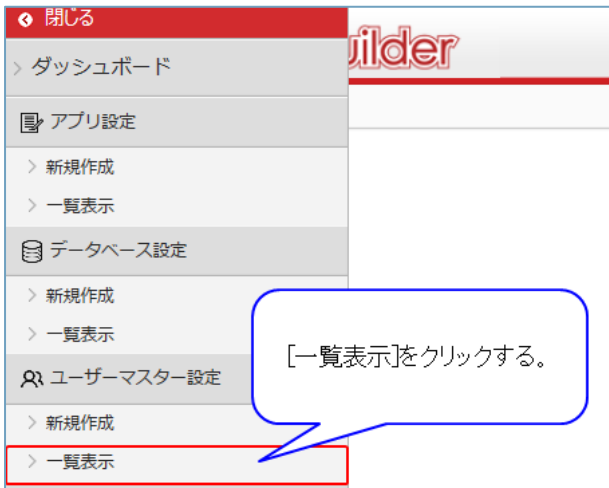 閉じる
uilder
ダッシュボード
アプリ設定
新規作成
一覧表示
データベース設定
新規作成
一覧表示
[一覧表示]をクリックする。
ユーザーマスター設定
新規作成
一覧表示